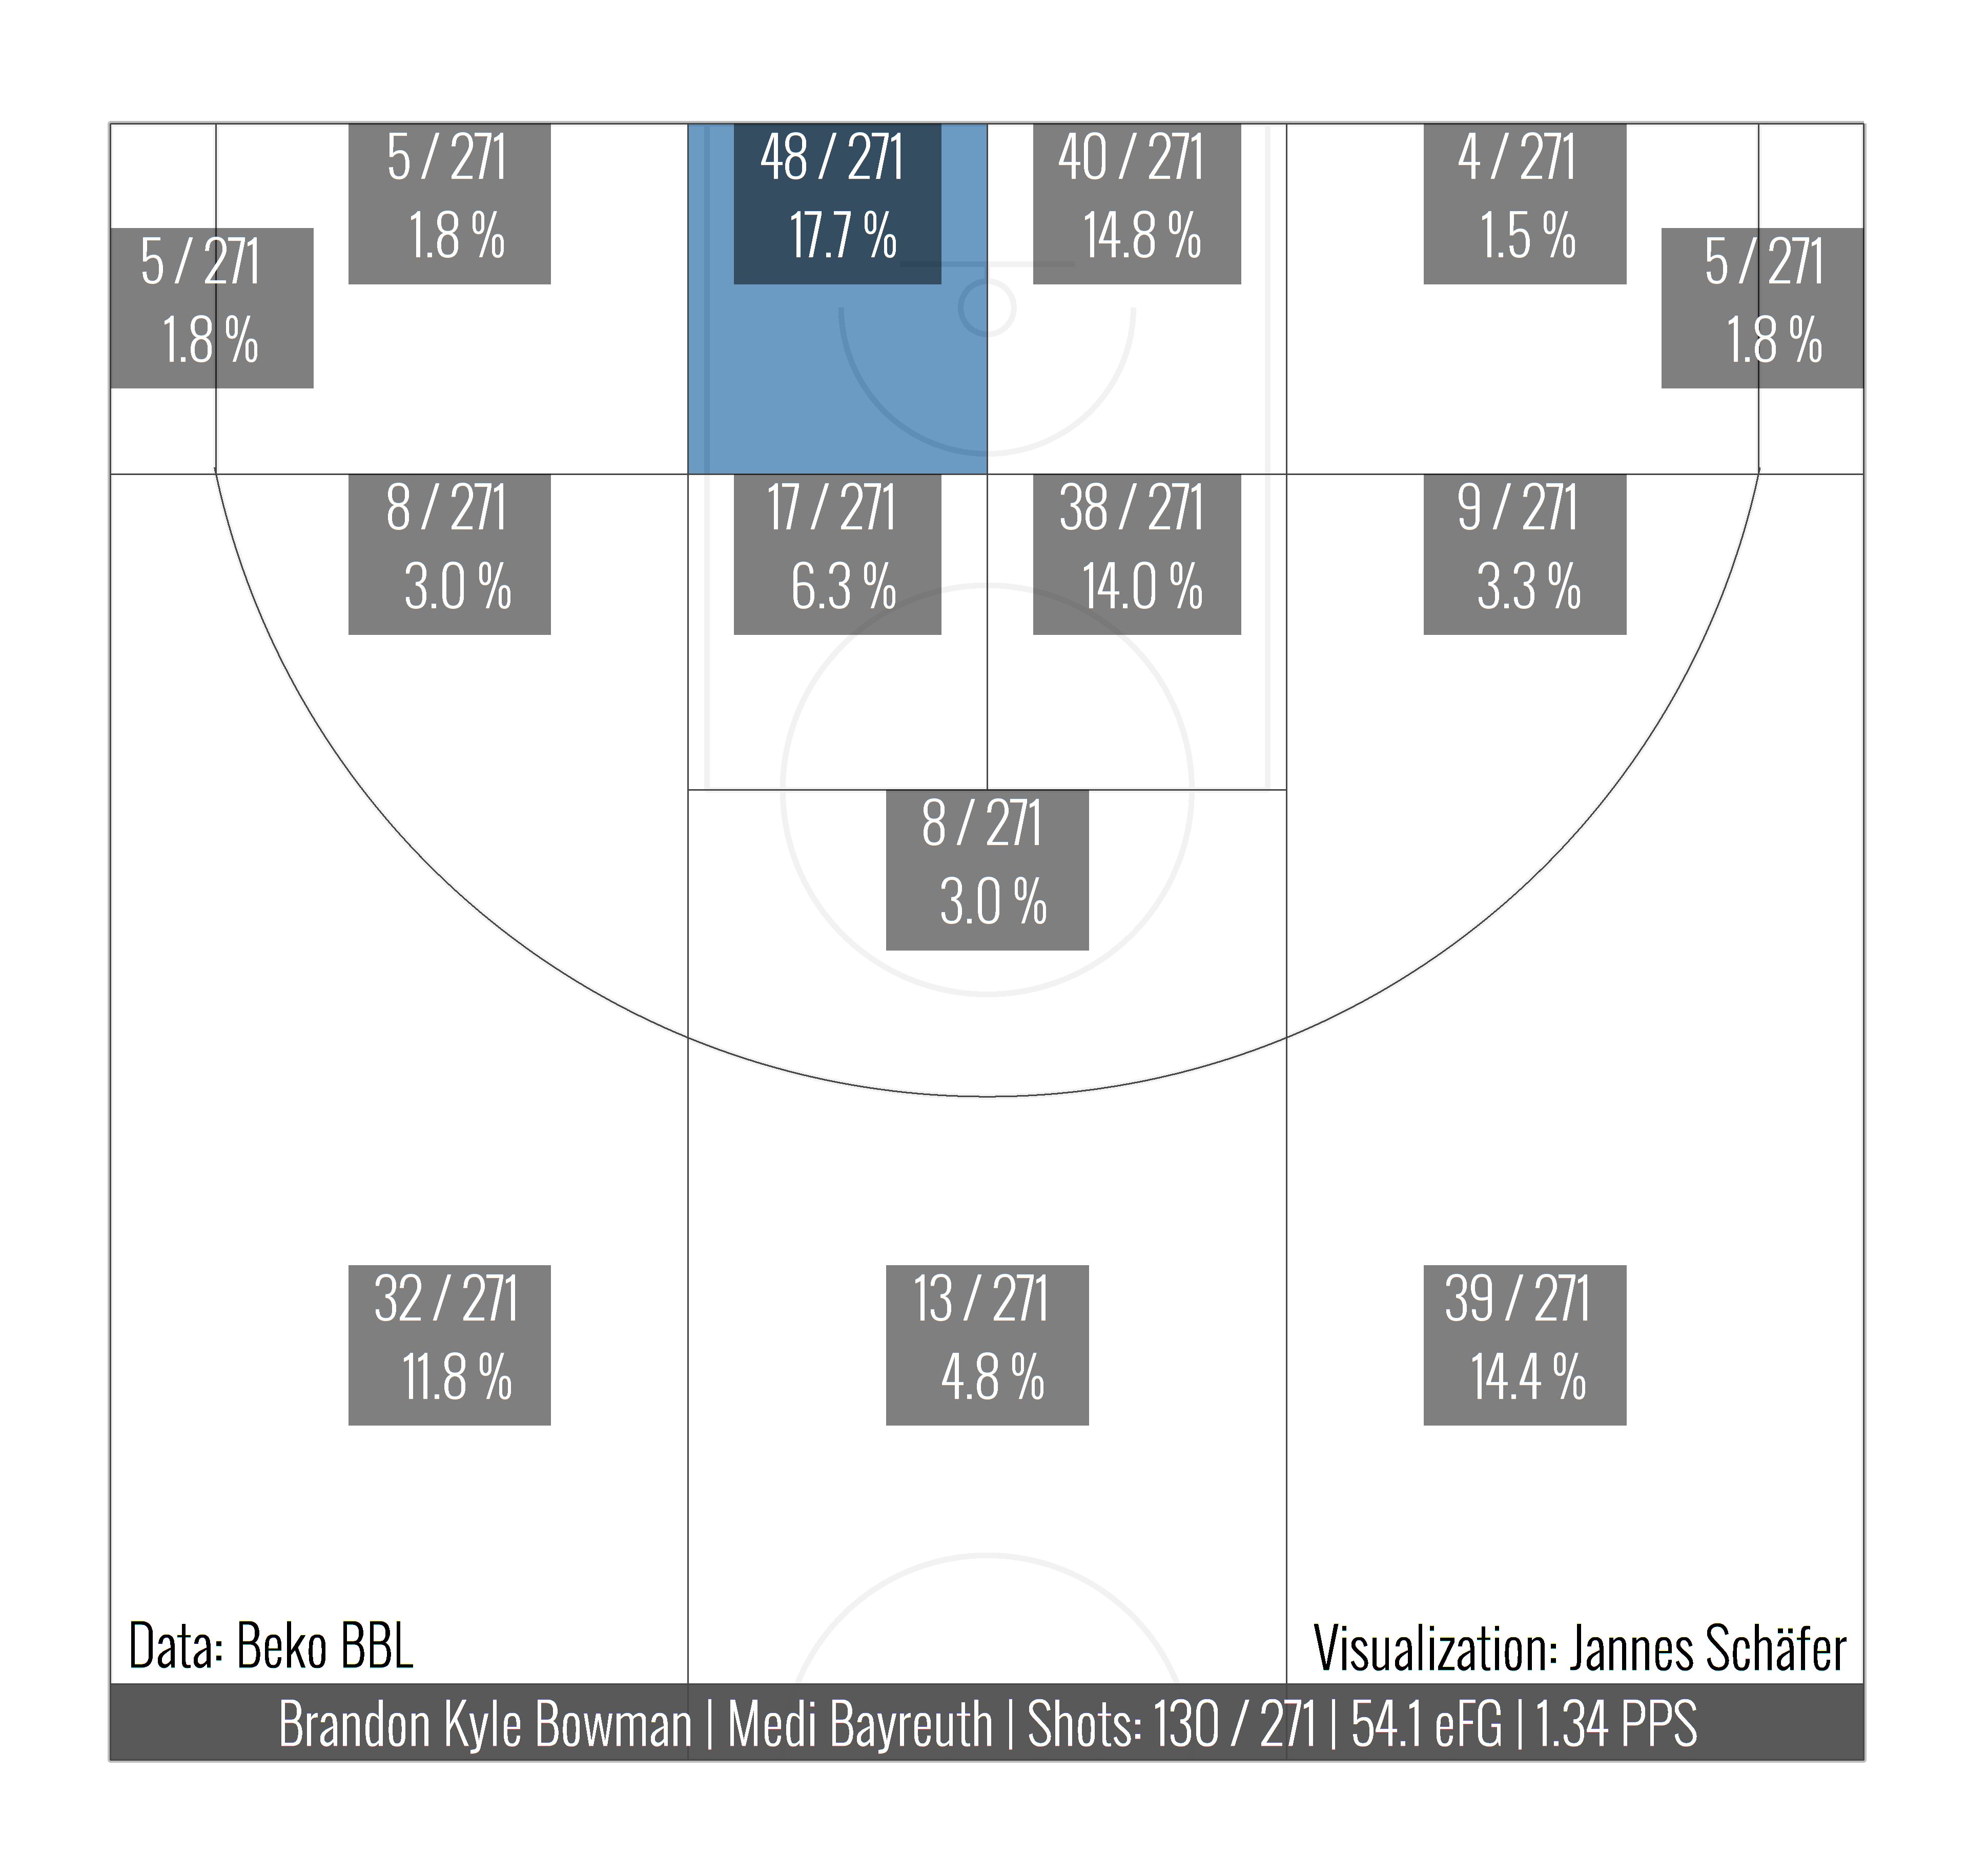 5 / 271
1.8 %
48 / 271
17.7 %
40 / 271
14.8 %
4 / 271
1.5 %
5 / 271
1.8 %
5 / 271
1.8 %
8 / 271
3.0 %
17 / 271
6.3 %
38 / 271
14.0 %
9 / 271
3.3 %
8 / 271
3.0 %
32 / 271
11.8 %
13 / 271
4.8 %
39 / 271
14.4 %
Data: Beko BBL
Visualization: Jannes Schäfer
Brandon Kyle Bowman | Medi Bayreuth | Shots: 130 / 271 | 54.1 eFG | 1.34 PPS